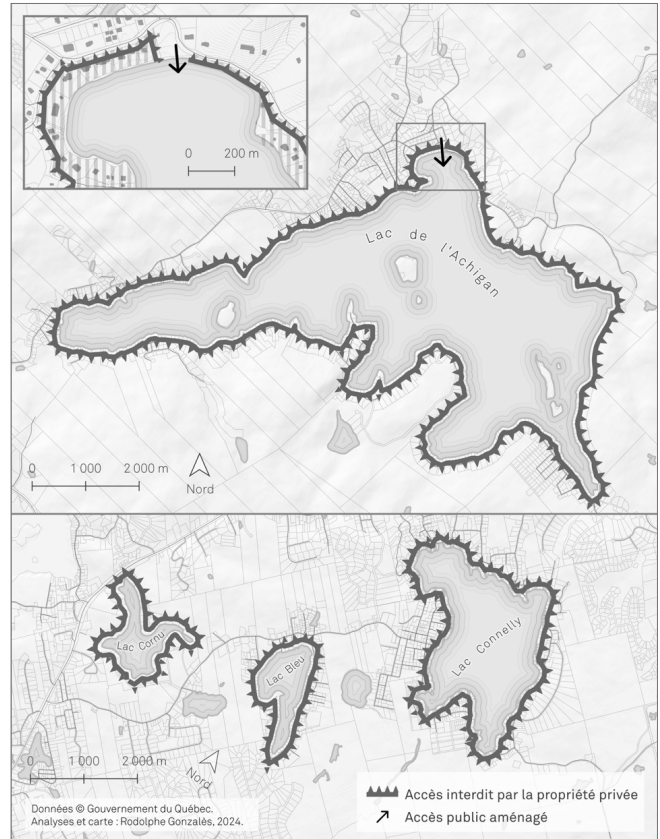 0 200 m
Lac de l'Achigan
0 1 000 2 000 m
Nord
Lac Cornu
Lac Bleu
Lac Connelly
0 1 000 2 000 m
Nord
Données © Gouvernement du Québec.
Analyses et carte : Rodolphe Gonzalès, 2024.
Accès interdit par la propriété privée
Accès public aménagé